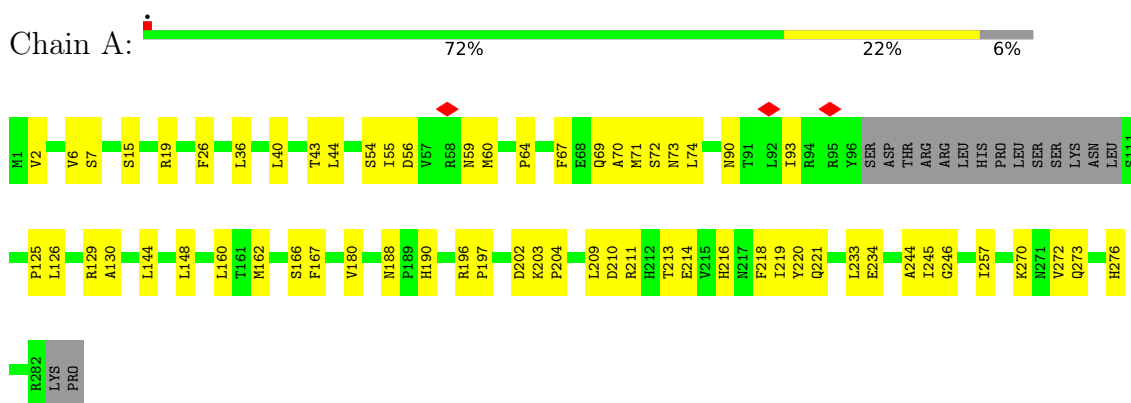 Chain A:
72% 22% 6%
M1 V2 V6 S7 S15 R19 F26 L36 L40 T43 L44 S54 I55 D56 V57 R58 N59 M60 P64 F67 E68 Q69 A70 M71 S72 N73 L74 N90 T91 L92 I93 R94 R95 Y96 SER ASP THR ARG ARG LEU HIS PRO LEU SER SER LYS ASN LEU S111
P125 L126 R129 A130 L144 L148 L160 T161 M162 S166 F167 V180 N188 P189 H190 R196 P197 D202 K203 P204 L209 D210 R211 H212 T213 E214 V215 H216 N217 F218 I219 Y220 Q221 L233 E234 A244 I245 G246 I257 K270 N271 V272 Q273 H276
R282 LYS PRO